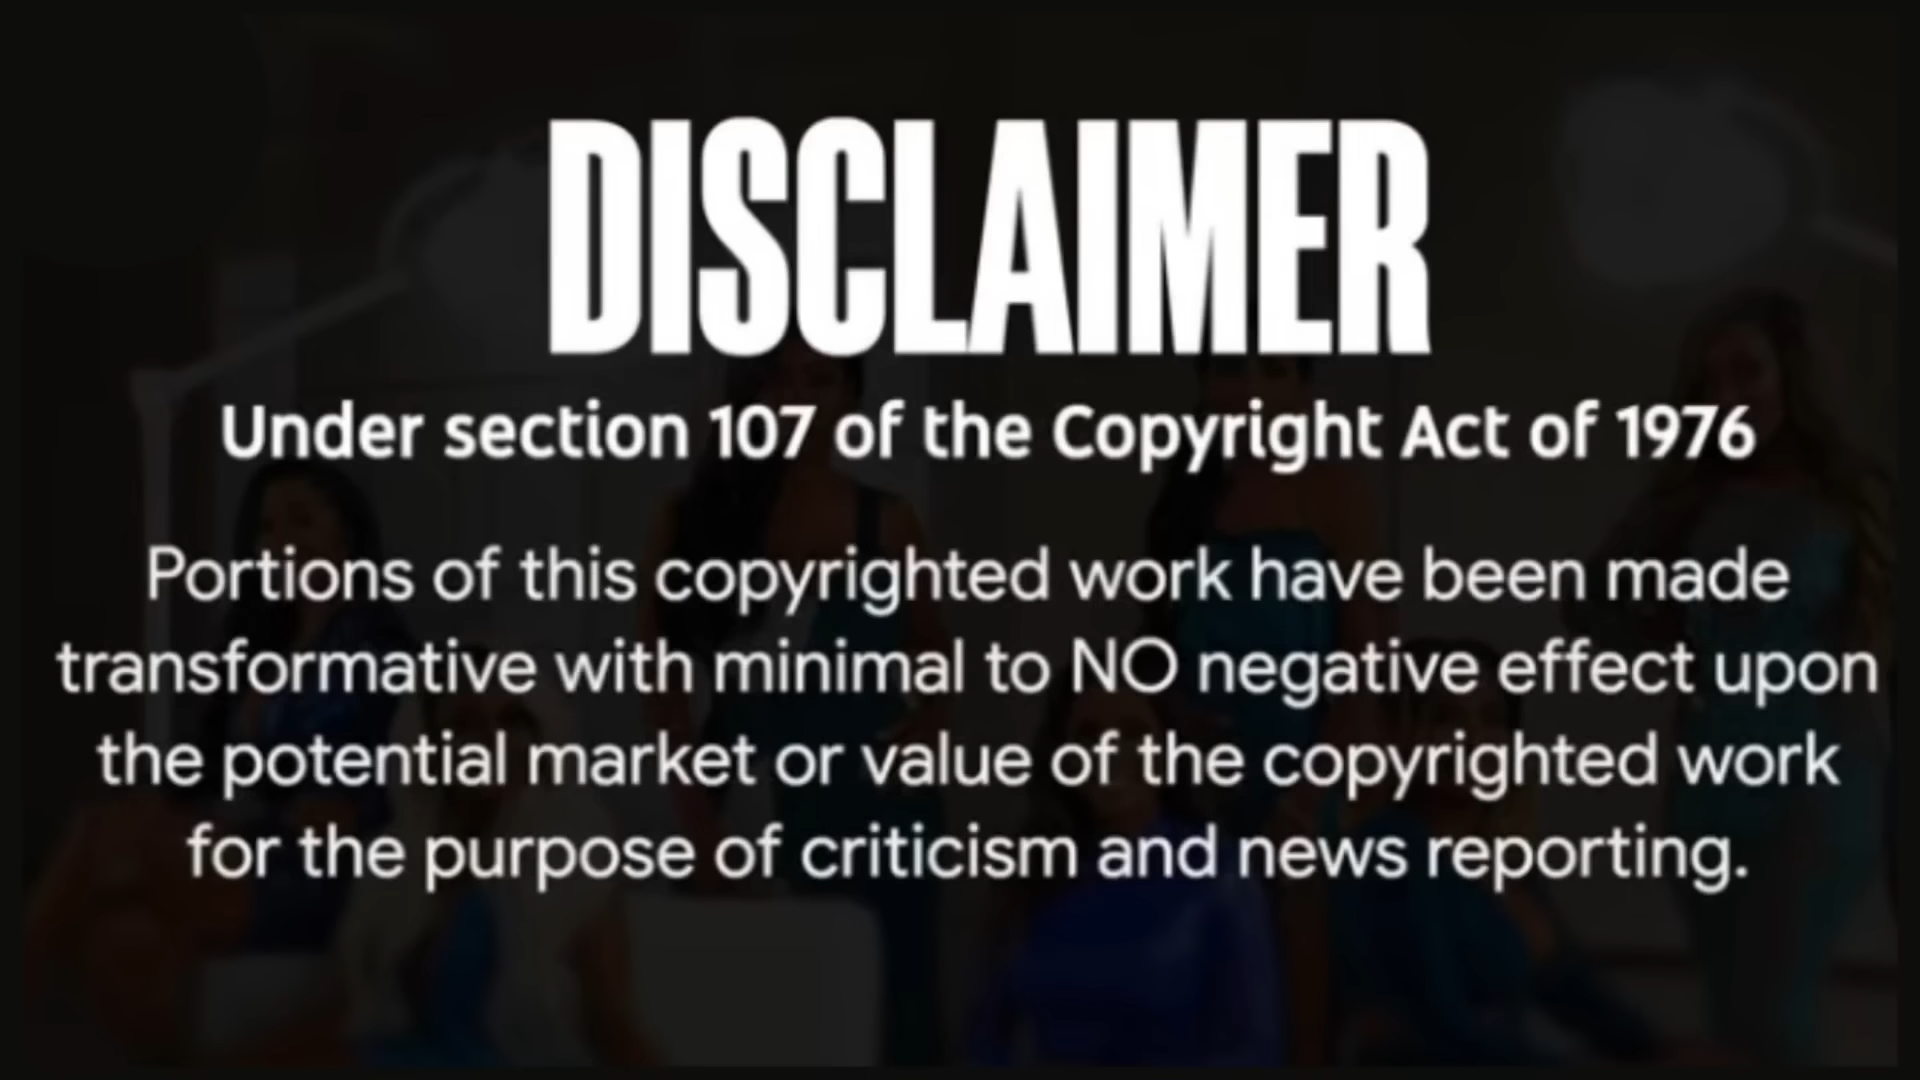 DISCLAIMER
Under section 107 of the Copyright Act of 1976
Portions of this copyrighted work have been made
transformative with minimal to NO negative effect upon
the potential market or value of the copyrighted work
for the purpose of criticism and news reporting.